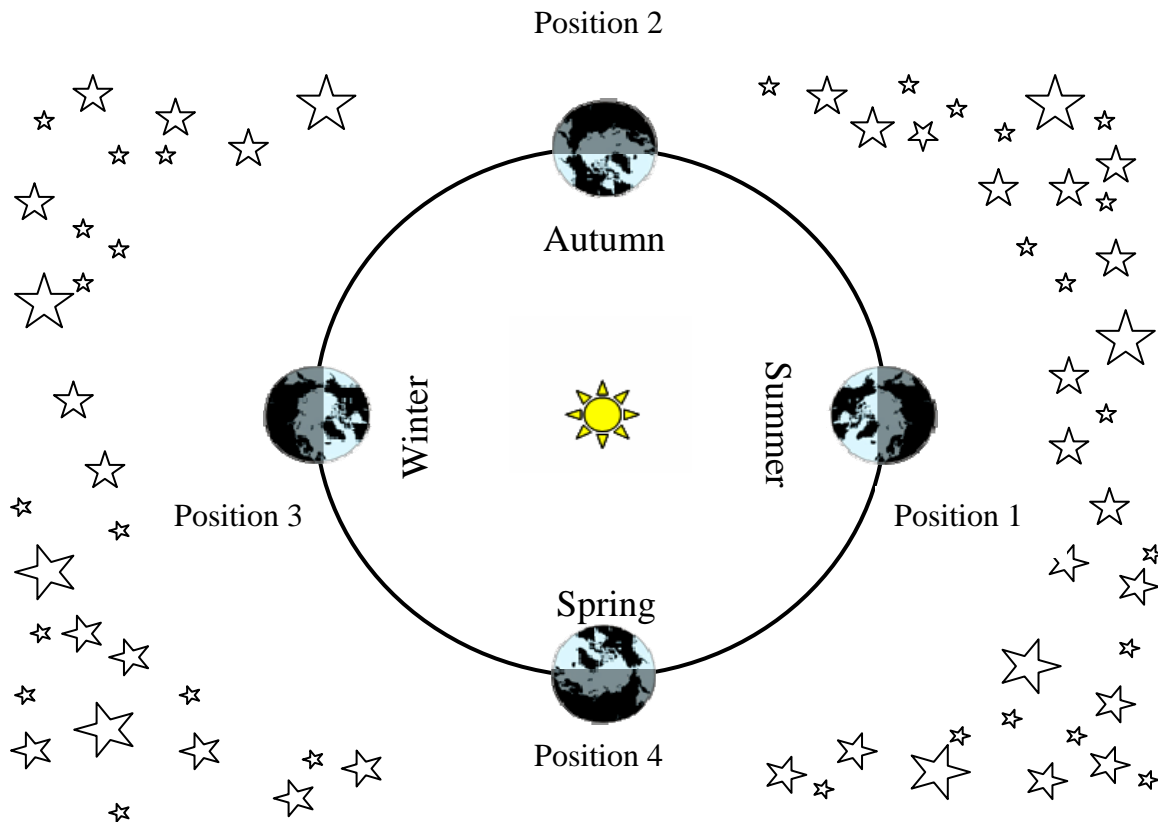 Position 2
Autumn
Winter
Summer
Position 3
Position 1
Spring
Position 4